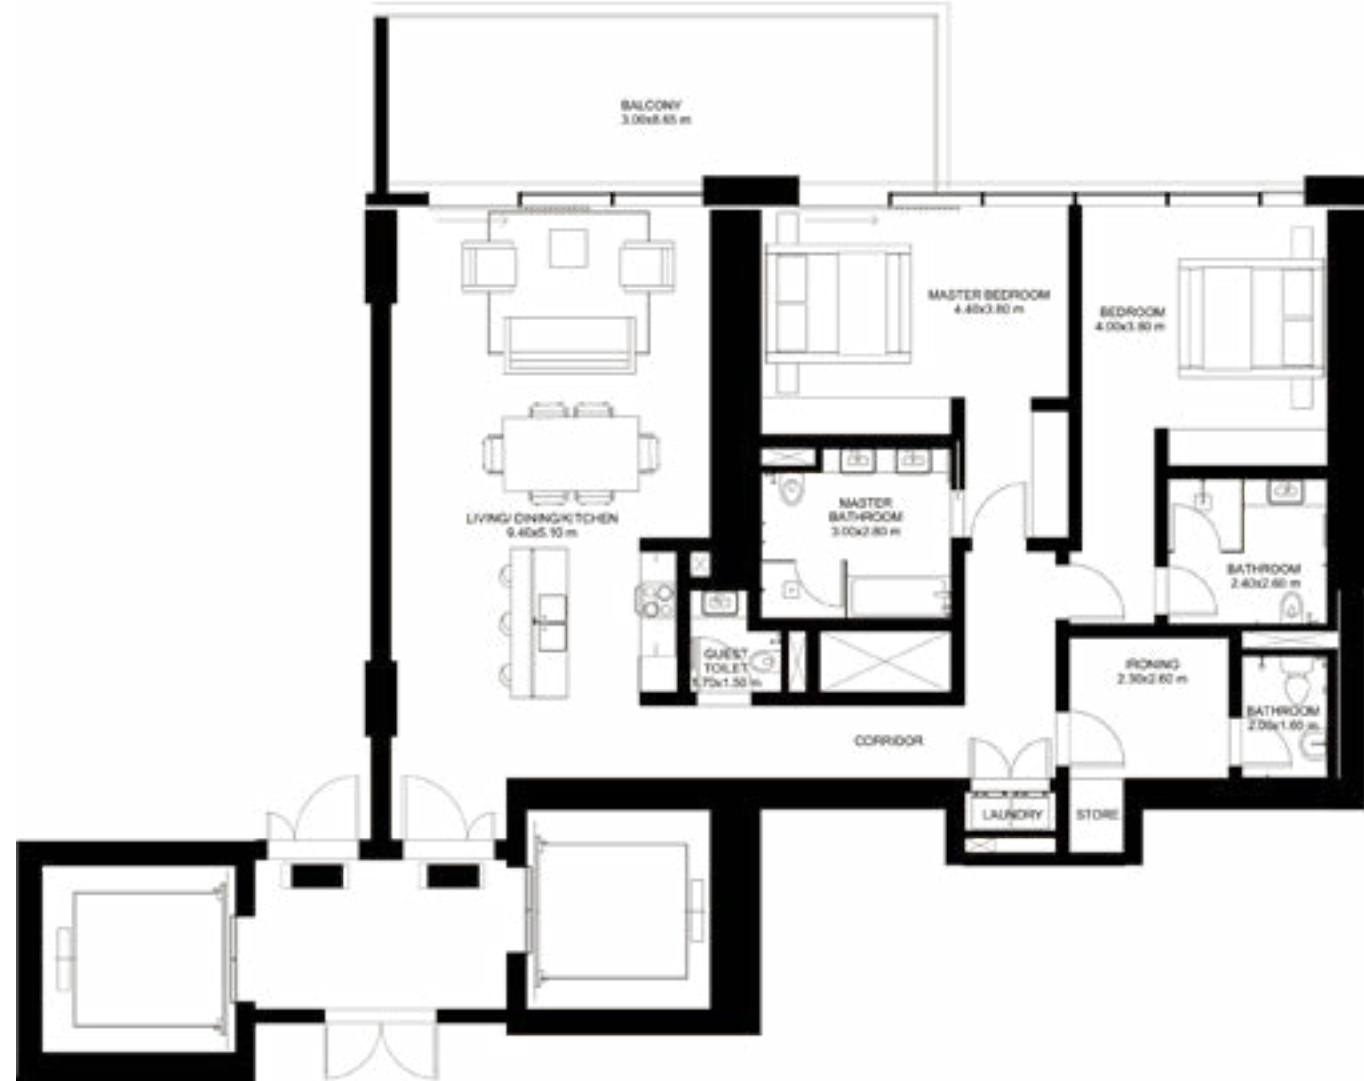 BALCONY
3.00x8.65 m
MASTER BEDROOM
4.40x3.80 m
BEDROOM
4.00x3.80 m
LIVING/ DINING/KITCHEN
9.40x5.10 m
MASTER
BATHROOM
3.00x2.80 m
BATHROOM
2.40x2.60 m
GUEST
TOILET
1.70x1.50 m
IRONING
2.30x2.60 m
BATHROOM
2.00x1.60 m
CORRIDOR
LAUNDRY
STORE